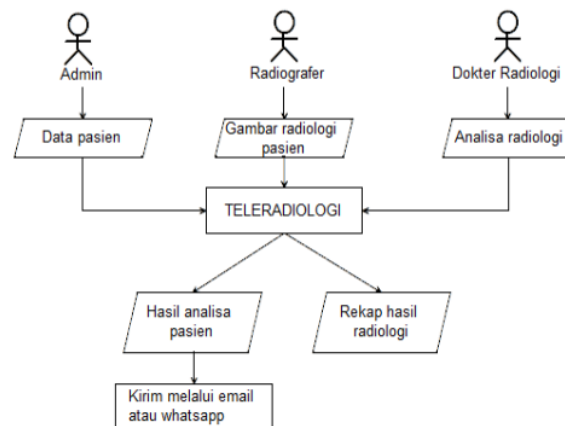 Admin
Radiografer
Dokter Radiologi
Data pasien
Gambar radiologi
pasien
Analisa radiologi
TELERADIOLOGI
Hasil analisa
pasien
Rekap hasil
radiologi
Kirim melalui email
atau whatsapp